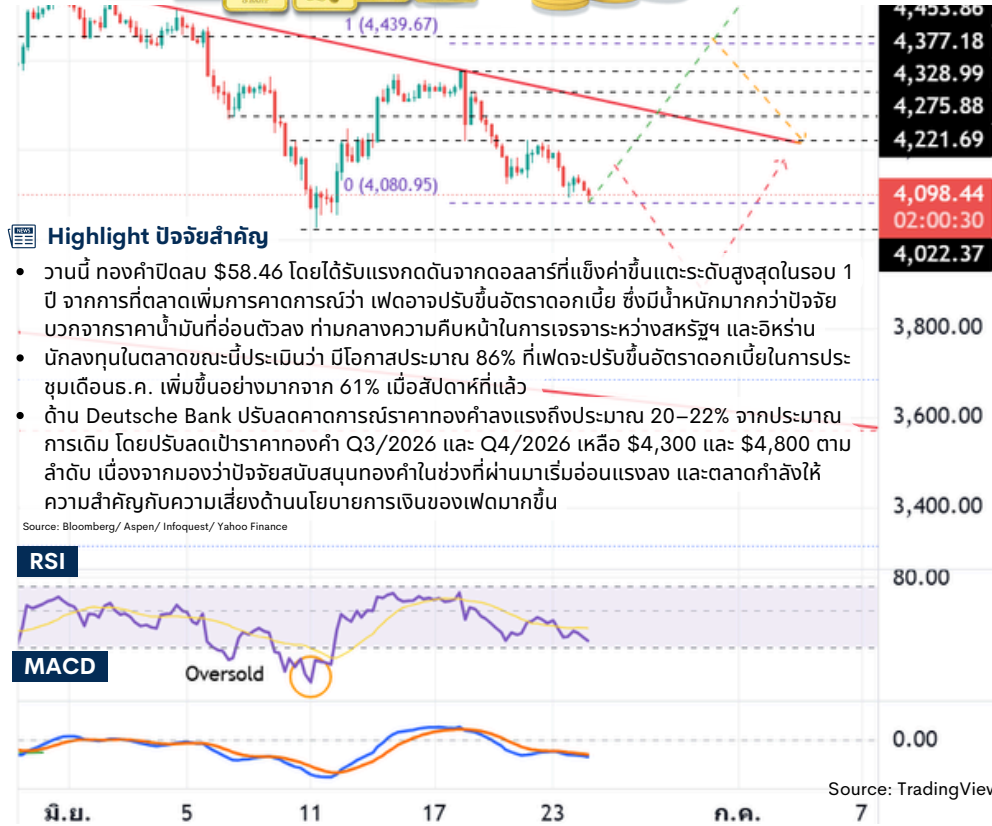 4,453.86
1 (4,439.67)
4,377.18
4,328.99
4,275.88
4,221.69
0 (4,080.95)
4,098.44
02:00:30
4,022.37
NEWS
Highlight ปัจจัยสำคัญ
• วานนี้ ทองคำปิดลบ $58.46 โดยได้รับแรงกดดันจากดอลลาร์ที่แข็งค่าขึ้นแตะระดับสูงสุดในรอบ 1
ปี จากการที่ตลาดเพิ่มการคาดการณ์ว่า เฟดอาจปรับขึ้นอัตราดอกเบี้ย ซึ่งมีน้ำหนักมากกว่าปัจจัย
บวกจากราคาน้ำมันที่อ่อนตัวลง ท่ามกลางความคืบหน้าในการเจรจาระหว่างสหรัฐฯ และอิหร่าน
• นักลงทุนในตลาดขณะนี้ประเมินว่า มีโอกาสประมาณ 86% ที่เฟดจะปรับขึ้นอัตราดอกเบี้ยในการประ
ชุมเดือนธ.ค. เพิ่มขึ้นอย่างมากจาก 61% เมื่อสัปดาห์ที่แล้ว
• ด้าน Deutsche Bank ปรับลดคาดการณ์ราคาทองคำลงแรงถึงประมาณ 20–22% จากประมาณ
การเดิม โดยปรับลดเป้าราคาทองคำ Q3/2026 และ Q4/2026 เหลือ $4,300 และ $4,800 ตาม
ลำดับ เนื่องจากมองว่าปัจจัยสนับสนุนทองคำในช่วงที่ผ่านมาเริ่มอ่อนแรงลง และตลาดกำลังให้
ความสำคัญกับความเสี่ยงด้านนโยบายการเงินของเฟดมากขึ้น
Source: Bloomberg/ Aspen/ Infoquest/ Yahoo Finance
3,800.00
3,600.00
3,400.00
RSI
80.00
MACD
Oversold
0.00
Source: TradingView
มิ.ย. 5 11 17 23 ก.ค. 7